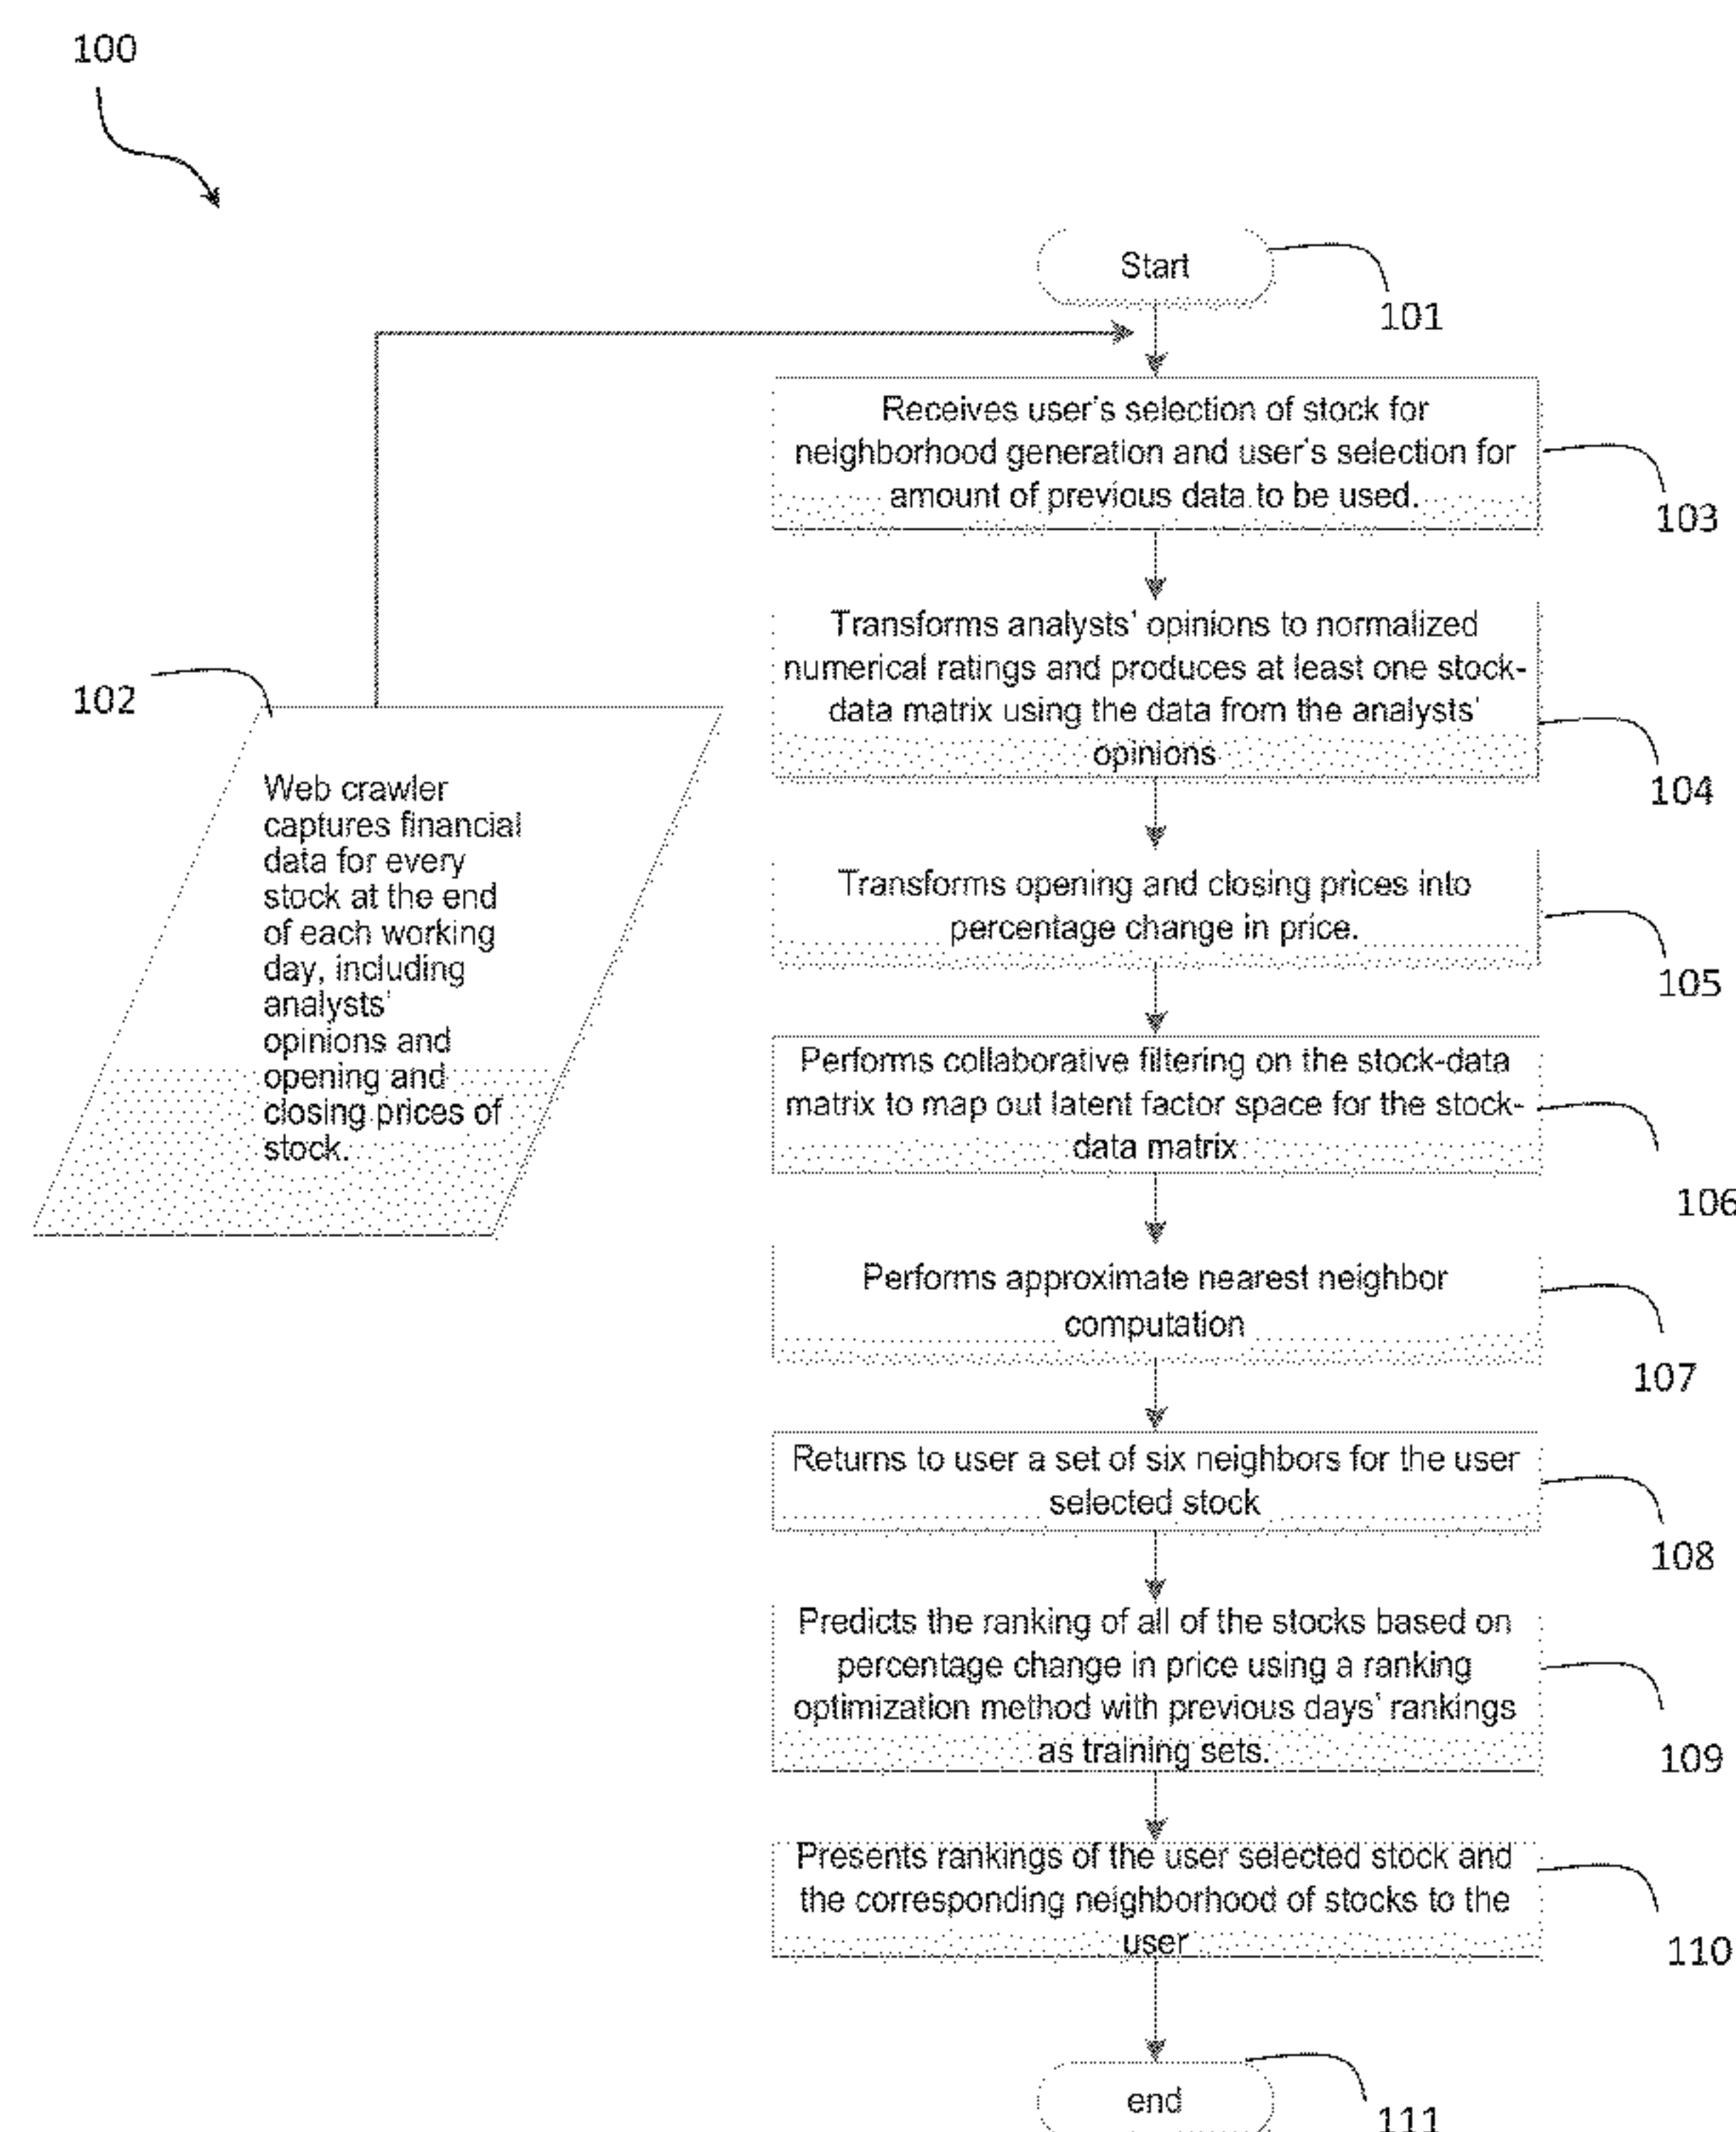 100
Start
101
Receives user's selection of stock for
neighborhood generation and user's selection for
amount of previous data to be used.
103
Transforms analysts' opinions to normalized
numerical ratings and produces at least one stock-
data matrix using the data from the analysts'
opinions
104
102
Web crawler
captures financial
data for every
stock at the end
of each working
day, including
analysts'
opinions and
opening and
closing prices of
stock.
Transforms opening and closing prices into
percentage change in price.
105
Performs collaborative filtering on the stock-data
matrix to map out latent factor space for the stock-
data matrix
106
Performs approximate nearest neighbor
computation
107
Returns to user a set of six neighbors for the user
selected stock
108
Predicts the ranking of all of the stocks based on
percentage change in price using a ranking
optimization method with previous days' rankings
as training sets.
109
Presents rankings of the user selected stock and
the corresponding neighborhood of stocks to the
user
110
end
111